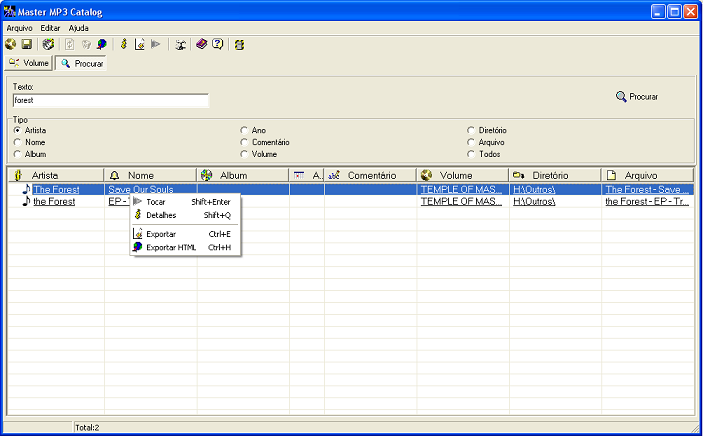 Master MP3 Catalog
Arquivo Editar Ajuda
Volume Procurar
Texto:
forest
Procurar
Tipo
Artista Ano Diretório
Nome Comentário Arquivo
Album Volume Todos
Artista Nome Album A.. Comentário Volume Diretório Arquivo
The Forest Save Our Souls TEMPLE OF MAS... H:\Outros\ The Forest - Save ...
the Forest EP - T TEMPLE OF MAS... H:\Outros\ the Forest - EP - Tr...
Tocar Shift+Enter
Detalhes Shift+Q
Exportar Ctrl+E
Exportar HTML Ctrl+H
Total:2